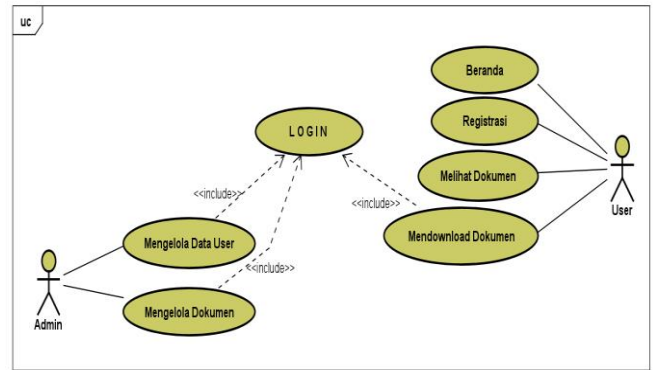 uc
Beranda
Registrasi
LOGIN
Melihat Dokumen
<<include>>
<<include>>
User
Mendownload Dokumen
Mengelola Data User
<<include>>
Mengelola Dokumen
Admin